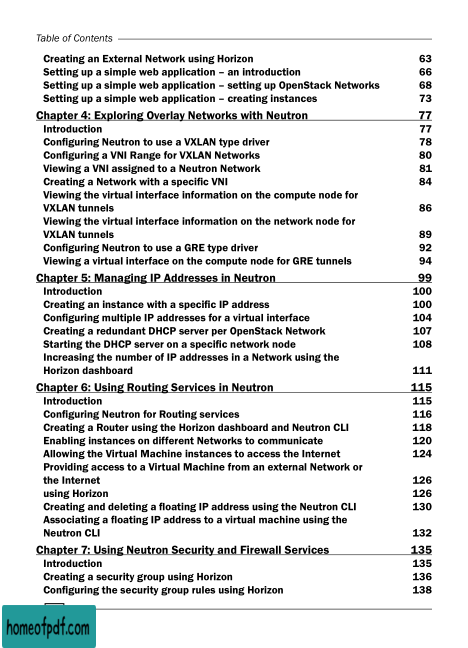 Table of Contents
Creating an External Network using Horizon 63
Setting up a simple web application – an introduction 66
Setting up a simple web application – setting up OpenStack Networks 68
Setting up a simple web application – creating instances 73
Chapter 4: Exploring Overlay Networks with Neutron 77
Introduction 77
Configuring Neutron to use a VXLAN type driver 78
Configuring a VNI Range for VXLAN Networks 80
Viewing a VNI assigned to a Neutron Network 81
Creating a Network with a specific VNI 84
Viewing the virtual interface information on the compute node for
VXLAN tunnels 86
Viewing the virtual interface information on the network node for
VXLAN tunnels 89
Configuring Neutron to use a GRE type driver 92
Viewing a virtual interface on the compute node for GRE tunnels 94
Chapter 5: Managing IP Addresses in Neutron 99
Introduction 100
Creating an instance with a specific IP address 100
Configuring multiple IP addresses for a virtual interface 104
Creating a redundant DHCP server per OpenStack Network 107
Starting the DHCP server on a specific network node 108
Increasing the number of IP addresses in a Network using the
Horizon dashboard 111
Chapter 6: Using Routing Services in Neutron 115
Introduction 115
Configuring Neutron for Routing services 116
Creating a Router using the Horizon dashboard and Neutron CLI 118
Enabling instances on different Networks to communicate 120
Allowing the Virtual Machine instances to access the Internet 124
Providing access to a Virtual Machine from an external Network or
the Internet 126
using Horizon 126
Creating and deleting a floating IP address using the Neutron CLI 130
Associating a floating IP address to a virtual machine using the
Neutron CLI 132
Chapter 7: Using Neutron Security and Firewall Services 135
Introduction 135
Creating a security group using Horizon 136
Configuring the security group rules using Horizon 138
homeofpdf.com